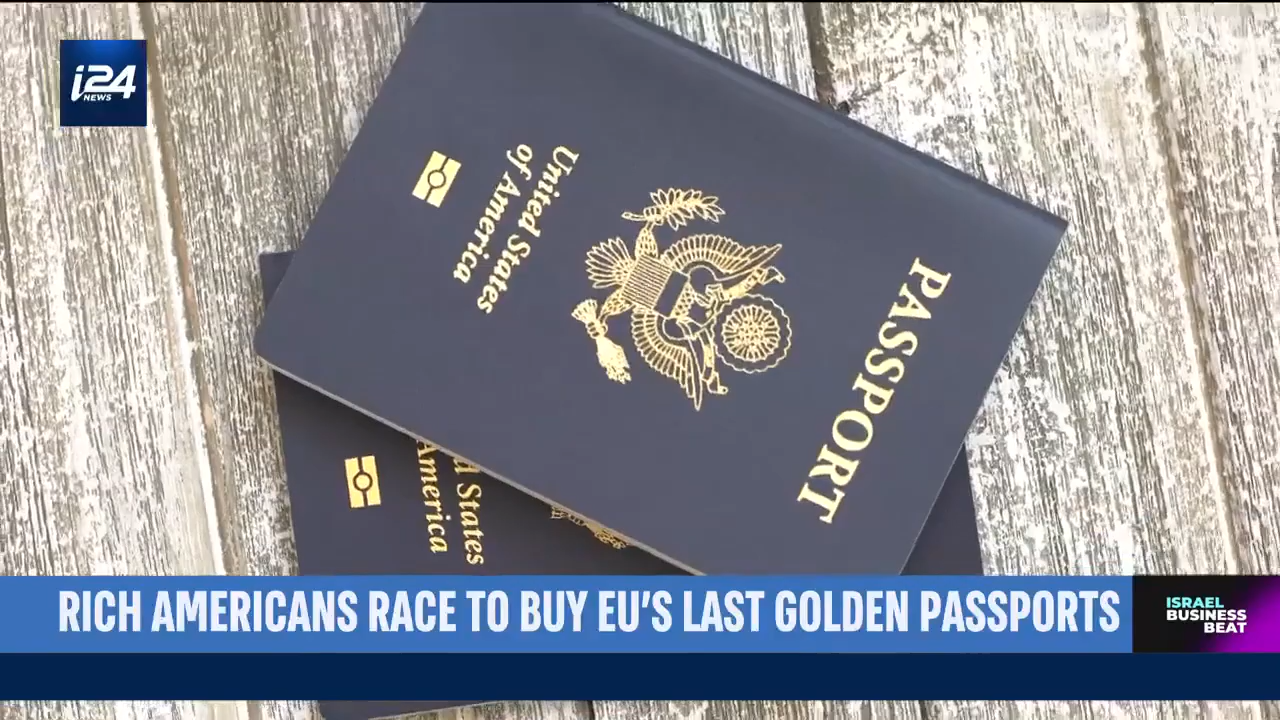 i24
NEWS
United States
of America
PASSPORT
d States
America
RICH AMERICANS RACE TO BUY EU'S LAST GOLDEN PASSPORTS
ISRAEL
BUSINESS
BEAT